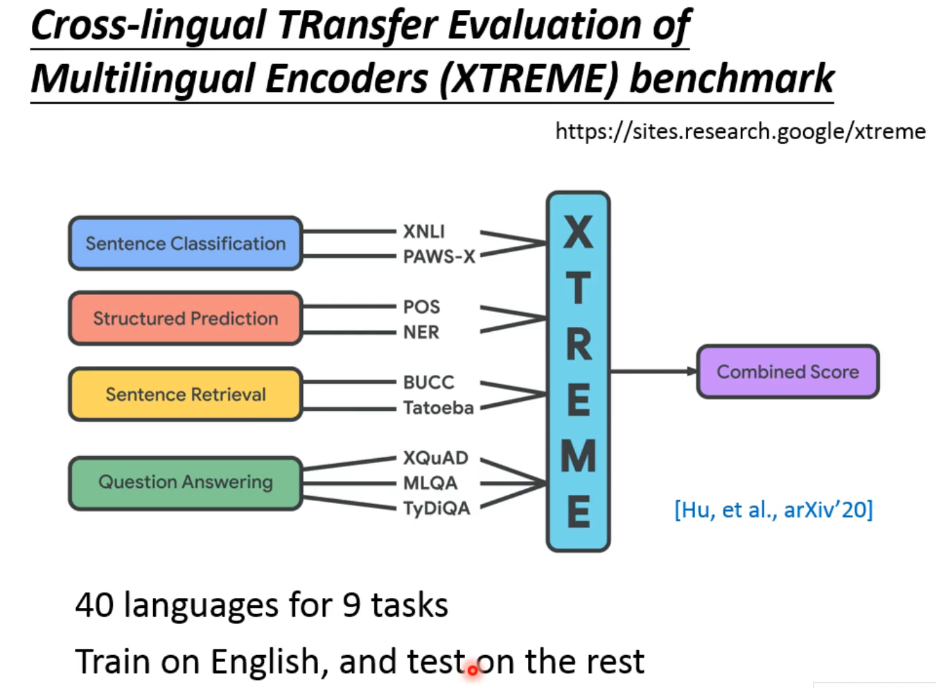 Cross-lingual TRansfer Evaluation of
Multilingual Encoders (XTREME) benchmark
https://sites.research.google/xtreme
Sentence Classification
XNLI
PAWS-X
Structured Prediction
POS
NER
Sentence Retrieval
BUCC
Tatoeba
Question Answering
XQuAD
MLQA
TyDiQA
X
T
R
E
M
E
Combined Score
[Hu, et al., arXiv’20]
40 languages for 9 tasks
Train on English, and test on the rest